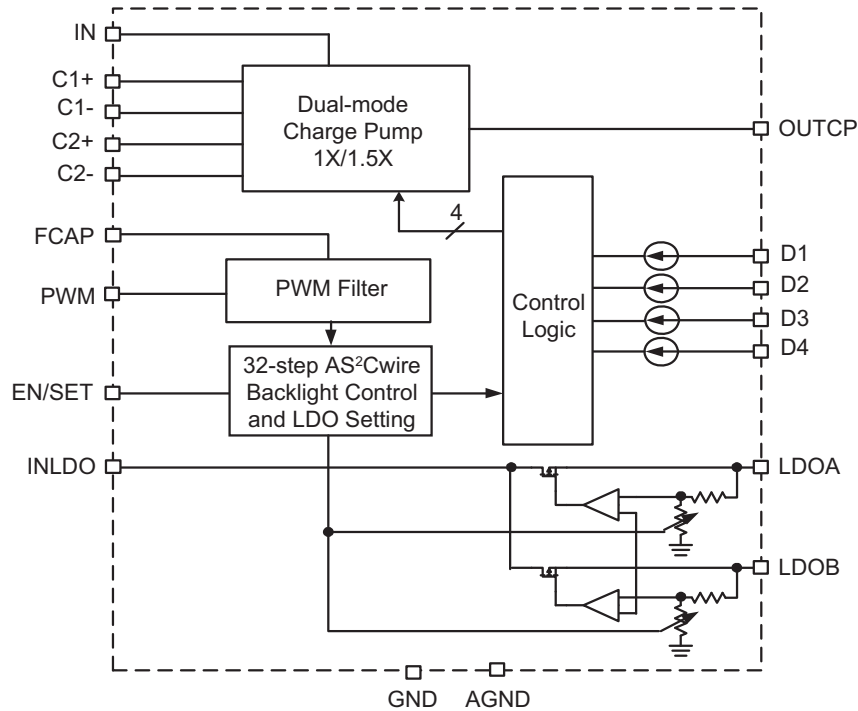 IN
C1+
C1-
C2+
C2-
FCAP
PWM
EN/SET
INLDO
Dual-mode
Charge Pump
1X/1.5X
4
PWM Filter
32-step AS²Cwire
Backlight Control
and LDO Setting
Control
Logic
OUTCP
D1
D2
D3
D4
LDOA
LDOB
GND
AGND